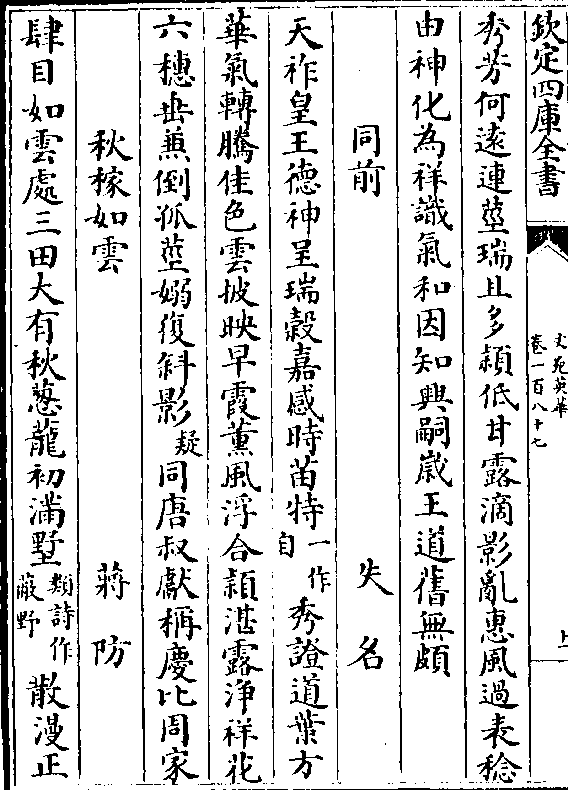 欽定四庫全書
文苑英華
卷一百八十七
秀芳何遠連莖瑞且多頴低甘露滴影亂惠風過表稔
由神化為祥識氣和因知興嗣歲王道舊無頗
同前 失名
天祚皇王德神呈瑞穀嘉感時苗特一作自秀證道葉方
華氣轉騰佳色雲披映早霞薫風浮合頴湛露浄祥花
六穗垂兼倒孤莖嫋復斜影疑同唐叔獻稱慶比周家
秋稼如雲 蔣防
肆目如雲處三田大有秋葱蘢初滿墅類詩作蔽野散漫正